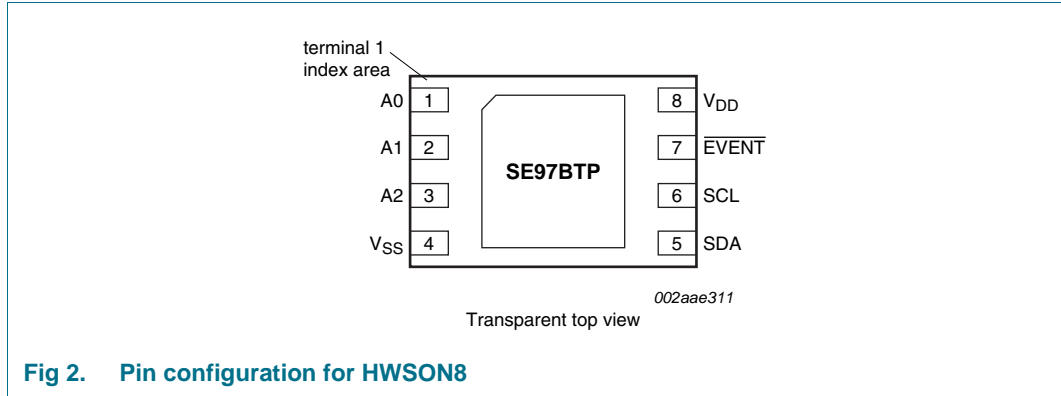 terminal 1
index area
A0 1
A1 2
A2 3
VSS 4
SE97BTP
8 VDD
7 EVENT
6 SCL
5 SDA
002aae311
Transparent top view
Fig 2. Pin configuration for HWSON8